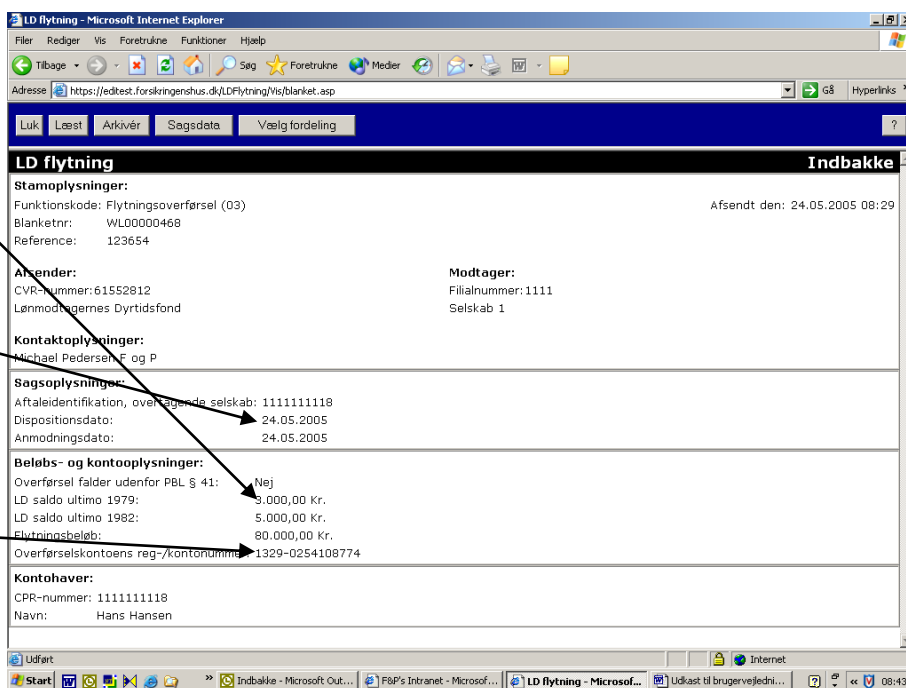 LD flytning - Microsoft Internet Explorer
Filer Rediger Vis Foretrukne Funktioner Hjælp
Tilbage Søg Foretrukne Medier
Adresse https://editest.forsikringenshus.dk/LDFlytning/Vis/blanket.asp Gå Hyperlinks
Luk Læst Arkivér Sagsdata Vælg fordeling ?
LD flytning Indbakke
Stamoplysninger:
Funktionskode: Flytningsoverførsel (03) Afsendt den: 24.05.2005 08:29
Blanketnr: WL00000468
Reference: 123654
Afsender: Modtager:
CVR-nummer: 61552812 Filialnummer: 1111
Lønmodtagernes Dyrtidsfond Selskab 1
Kontaktoplysninger:
Michael Pedersen F og P
Sagsoplysninger:
Aftaleidentifikation, overtagende selskab: 1111111118
Dispositionsdato: 24.05.2005
Anmodningsdato: 24.05.2005
Beløbs- og kontooplysninger:
Overførsel falder udenfor PBL § 41: Nej
LD saldo ultimo 1979: 3.000,00 Kr.
LD saldo ultimo 1982: 5.000,00 Kr.
Flytningsbeløb: 80.000,00 Kr.
Overførselskontoens reg-/kontonummer: 1329-0254108774
Kontohaver:
CPR-nummer: 1111111118
Navn: Hans Hansen
Udført Internet
Start » Indbakke - Microsoft Out... F&P's Intranet - Microsof... LD flytning - Microsof... Udkast til brugervejledni... « 08:43